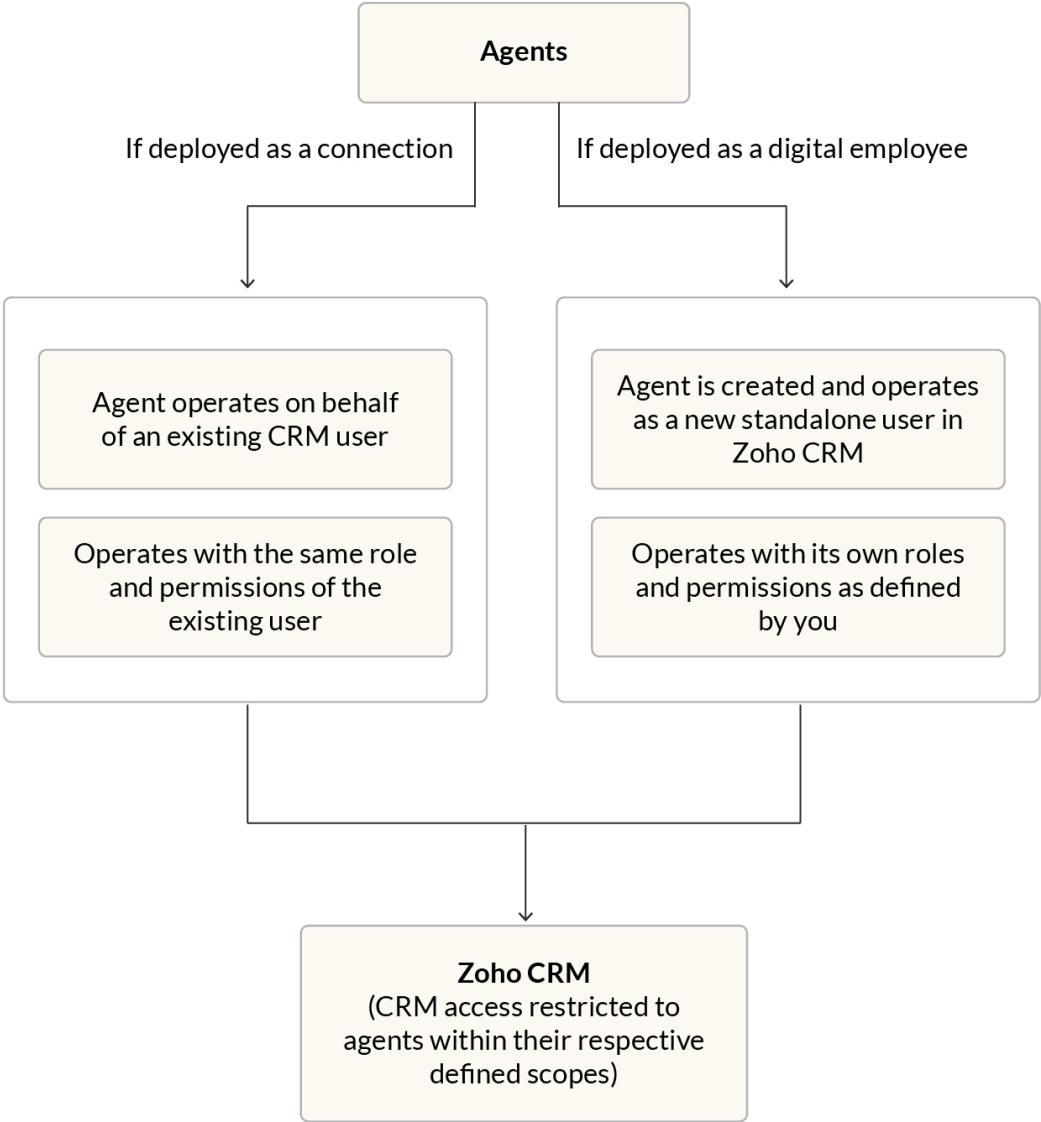 Agents
If deployed as a connection
If deployed as a digital employee
Agent operates on behalf
of an existing CRM user
Operates with the same role
and permissions of the
existing user
Agent is created and operates
as a new standalone user in
Zoho CRM
Operates with its own roles
and permissions as defined
by you
Zoho CRM
(CRM access restricted to
agents within their respective
defined scopes)